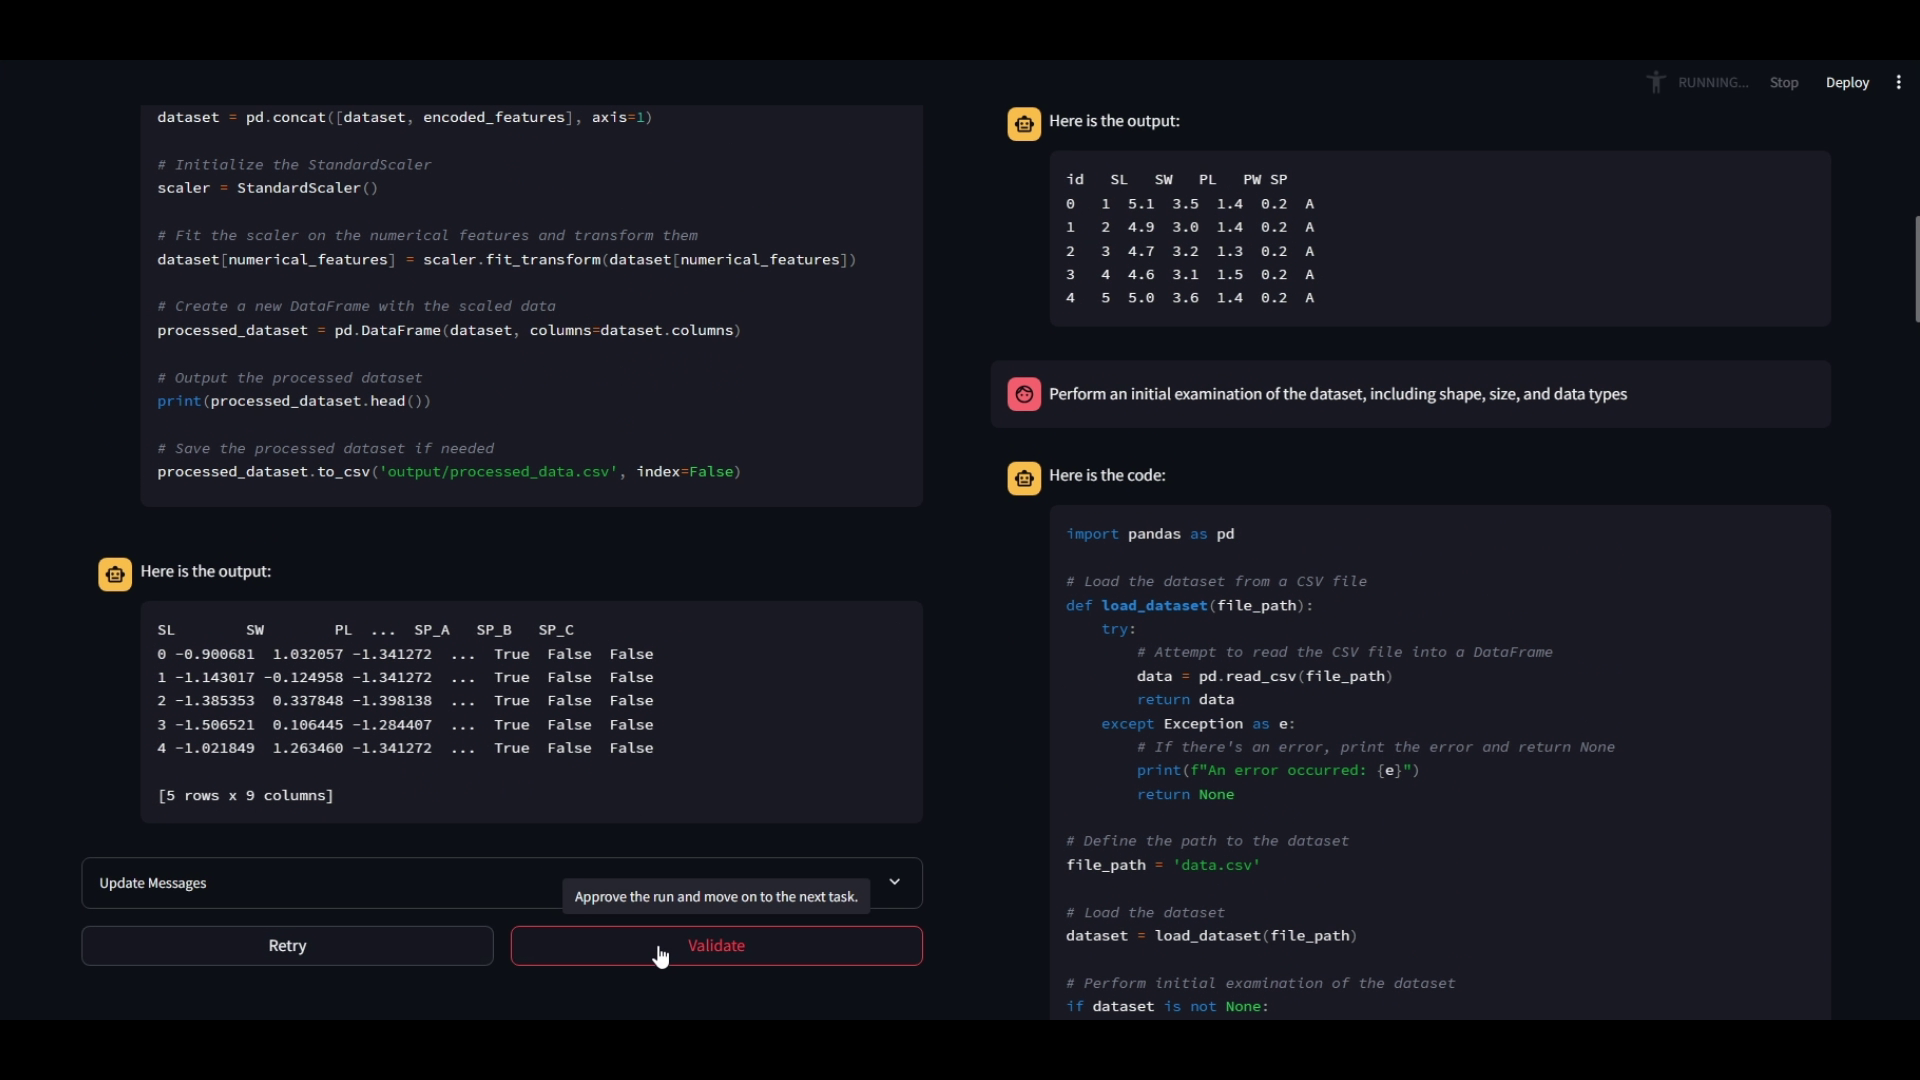 RUNNING... Stop Deploy
dataset = pd.concat([dataset, encoded_features], axis=1)
# Initialize the StandardScaler
scaler = StandardScaler()
# Fit the scaler on the numerical features and transform them
dataset[numerical_features] = scaler.fit_transform(dataset[numerical_features])
# Create a new DataFrame with the scaled data
processed_dataset = pd.DataFrame(dataset, columns=dataset.columns)
# Output the processed dataset
print(processed_dataset.head())
# Save the processed dataset if needed
processed_dataset.to_csv('output/processed_data.csv', index=False)
Here is the output:
SL SW PL ... SP_A SP_B SP_C
0 -0.900681 1.032057 -1.341272 ... True False False
1 -1.143017 -0.124958 -1.341272 ... True False False
2 -1.385353 0.337848 -1.398138 ... True False False
3 -1.506521 0.106445 -1.284407 ... True False False
4 -1.021849 1.263460 -1.341272 ... True False False
[5 rows x 9 columns]
Update Messages
Approve the run and move on to the next task.
Retry
Validate
Here is the output:
id SL SW PL PW SP
0 1 5.1 3.5 1.4 0.2 A
1 2 4.9 3.0 1.4 0.2 A
2 3 4.7 3.2 1.3 0.2 A
3 4 4.6 3.1 1.5 0.2 A
4 5 5.0 3.6 1.4 0.2 A
Perform an initial examination of the dataset, including shape, size, and data types
Here is the code:
import pandas as pd
# Load the dataset from a CSV file
def load_dataset(file_path):
try:
# Attempt to read the CSV file into a DataFrame
data = pd.read_csv(file_path)
return data
except Exception as e:
# If there's an error, print the error and return None
print(f"An error occurred: {e}")
return None
# Define the path to the dataset
file_path = 'data.csv'
# Load the dataset
dataset = load_dataset(file_path)
# Perform initial examination of the dataset
if dataset is not None: